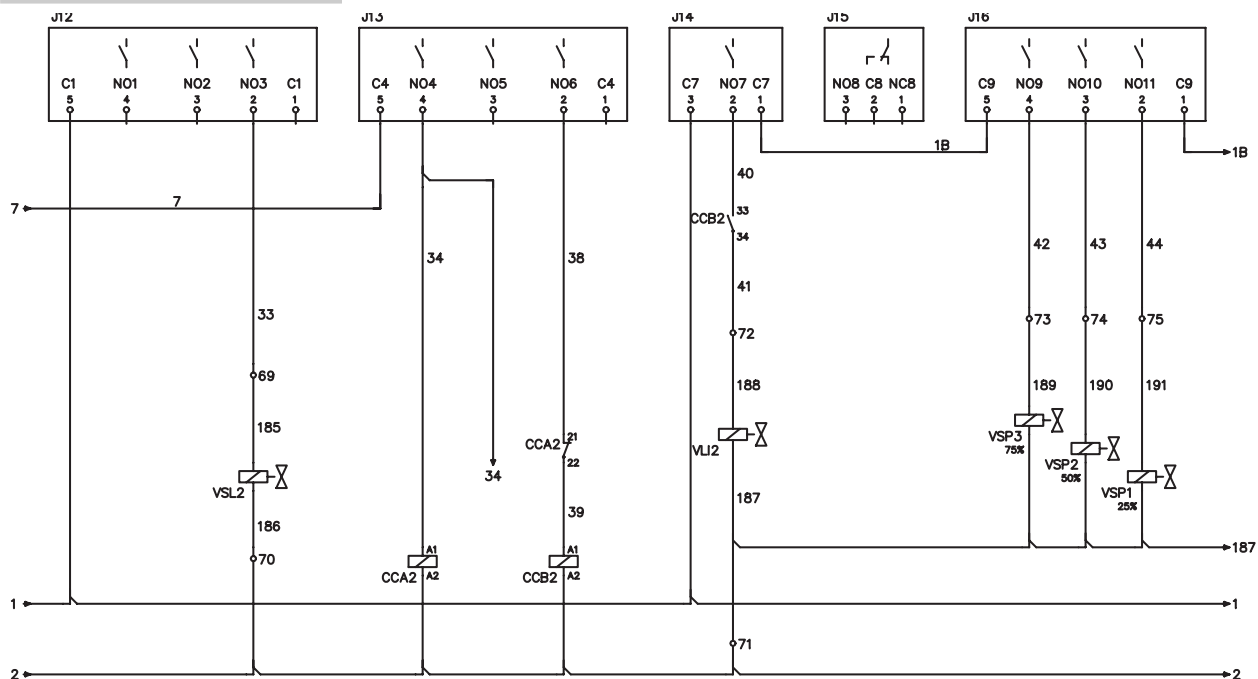 J12 J13 J14 J15 J16
C1 NO1 NO2 NO3 C1 C4 NO4 NO5 NO6 C4 C7 NO7 C7 NO8 C8 NC8 C9 NO9 NO10 NO11 C9
5 4 3 2 1 5 4 3 2 1 3 2 1 3 2 1 5 4 3 2 1
1B 1B
40
7 7
CCB2 33
34
34 38 42 43 44
41
33
72 73 74 75
69
188 189 190 191
185
CCA2 21
22
VLI2 VSP3
75%
VSP2
50%
VSL2 34 VSP1
25%
187
39
186
187
70 A1 A1
CCA2 A2 CCB2 A2
1 1
71
2 2